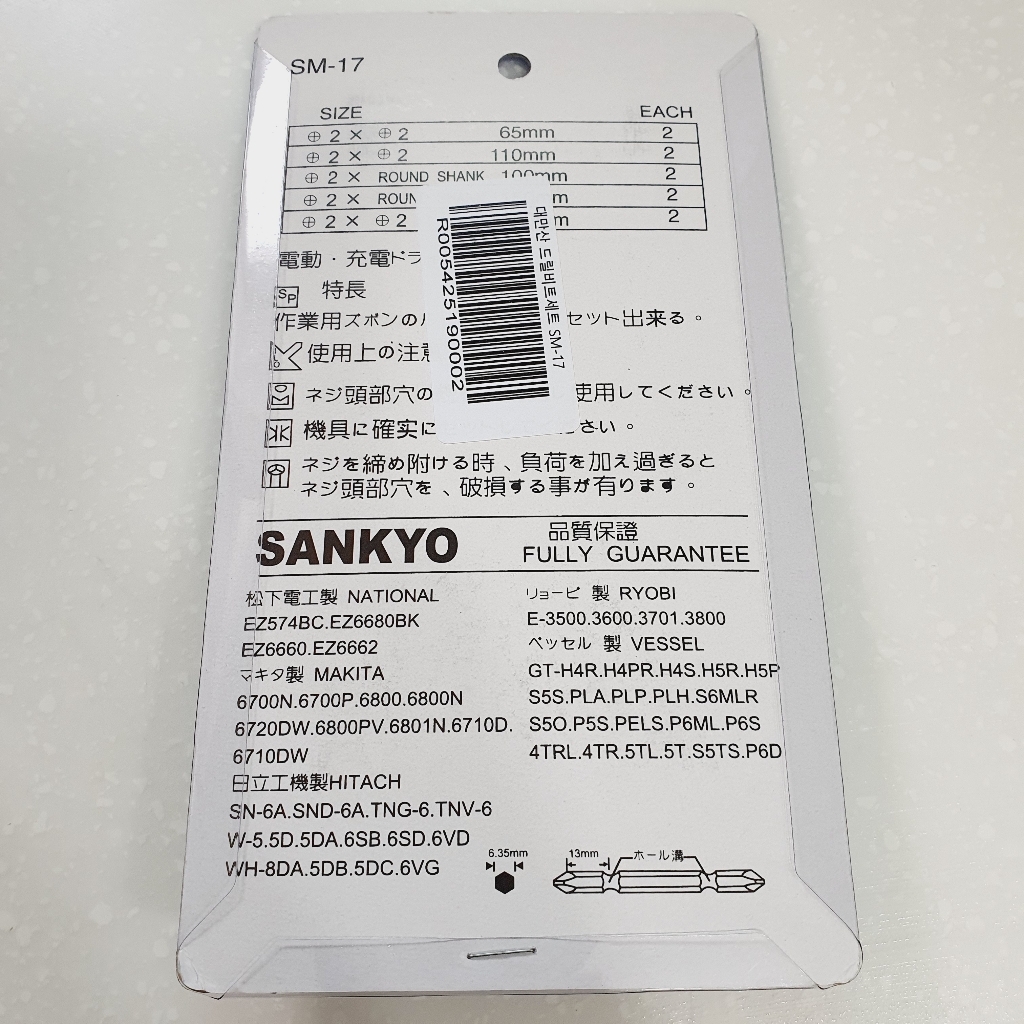 SM-17
SIZE EACH
⊕ 2 × ⊕ 2 65mm 2
⊕ 2 × ⊕ 2 110mm 2
⊕ 2 × ROUND SHANK 100mm 2
⊕ 2 × 2
⊕ 2 × ⊕ 2 2
대만산 드릴비트세트 SM-17
R005425190002
電動・充電ドラ
SP 特長
作業用ズボンの セット出来る。
使用上の注意
ネジ頭部穴の 使用してください。
機具に確実に さい。
ネジを締め附ける時、負荷を加え過ぎると
ネジ頭部穴を、破損する事が有ります。
SANKYO
品質保證
FULLY GUARANTEE
松下電工製 NATIONAL
EZ574BC.EZ6680BK
EZ6660.EZ6662
マキタ製 MAKITA
6700N.6700P.6800.6800N
6720DW.6800PV.6801N.6710D.
6710DW
日立工機製HITACH
SN-6A.SND-6A.TNG-6.TNV-6
W-5.5D.5DA.6SB.6SD.6VD
WH-8DA.5DB.5DC.6VG
リョービ 製 RYOBI
E-3500.3600.3701.3800
ベッセル 製 VESSEL
GT-H4R.H4PR.H4S.H5R.H5P
S5S.PLA.PLP.PLH.S6MLR
S5O.P5S.PELS.P6ML.P6S
4TRL.4TR.5TL.5T.S5TS.P6D
6.35mm
13mm ホール溝